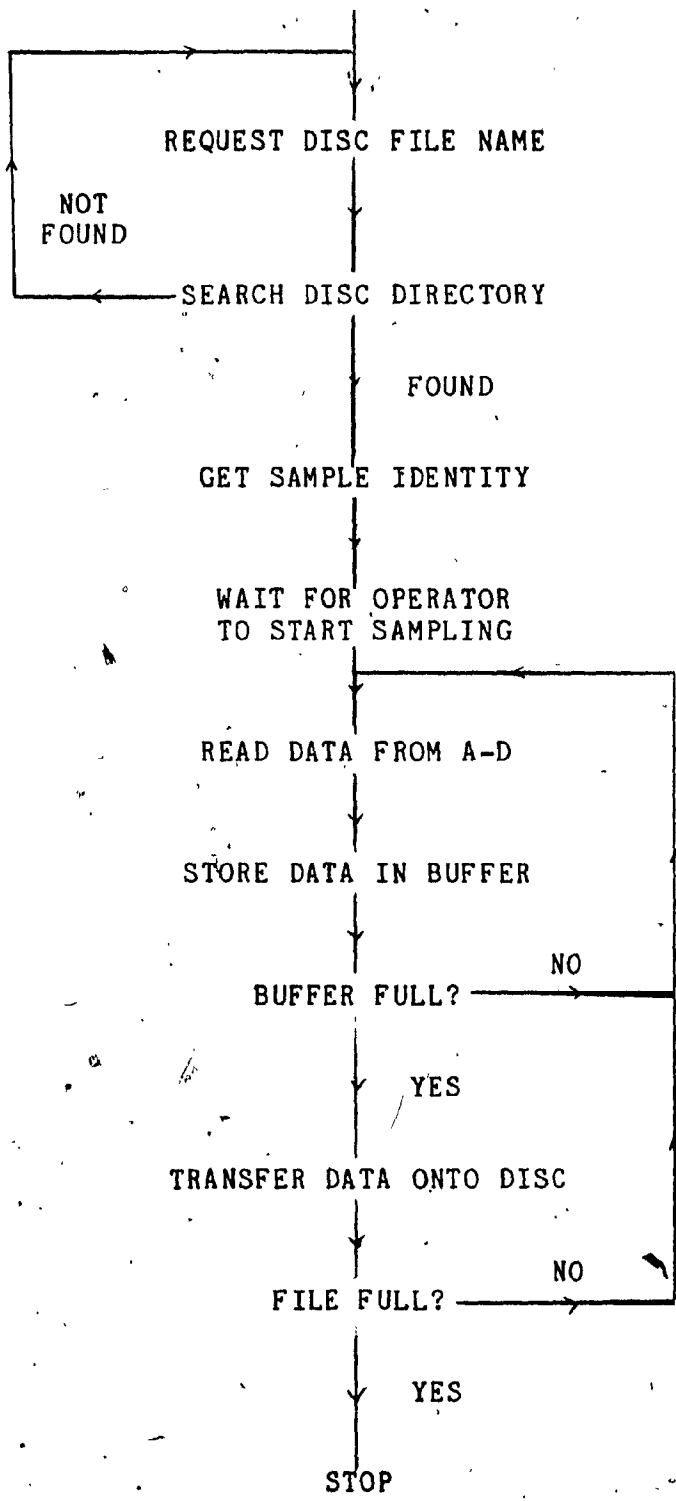 REQUEST DISC FILE NAME
NOT
FOUND
SEARCH DISC DIRECTORY
FOUND
GET SAMPLE IDENTITY
WAIT FOR OPERATOR
TO START SAMPLING
READ DATA FROM A-D
STORE DATA IN BUFFER
NO
BUFFER FULL?
YES
TRANSFER DATA ONTO DISC
NO
FILE FULL?
YES
STOP